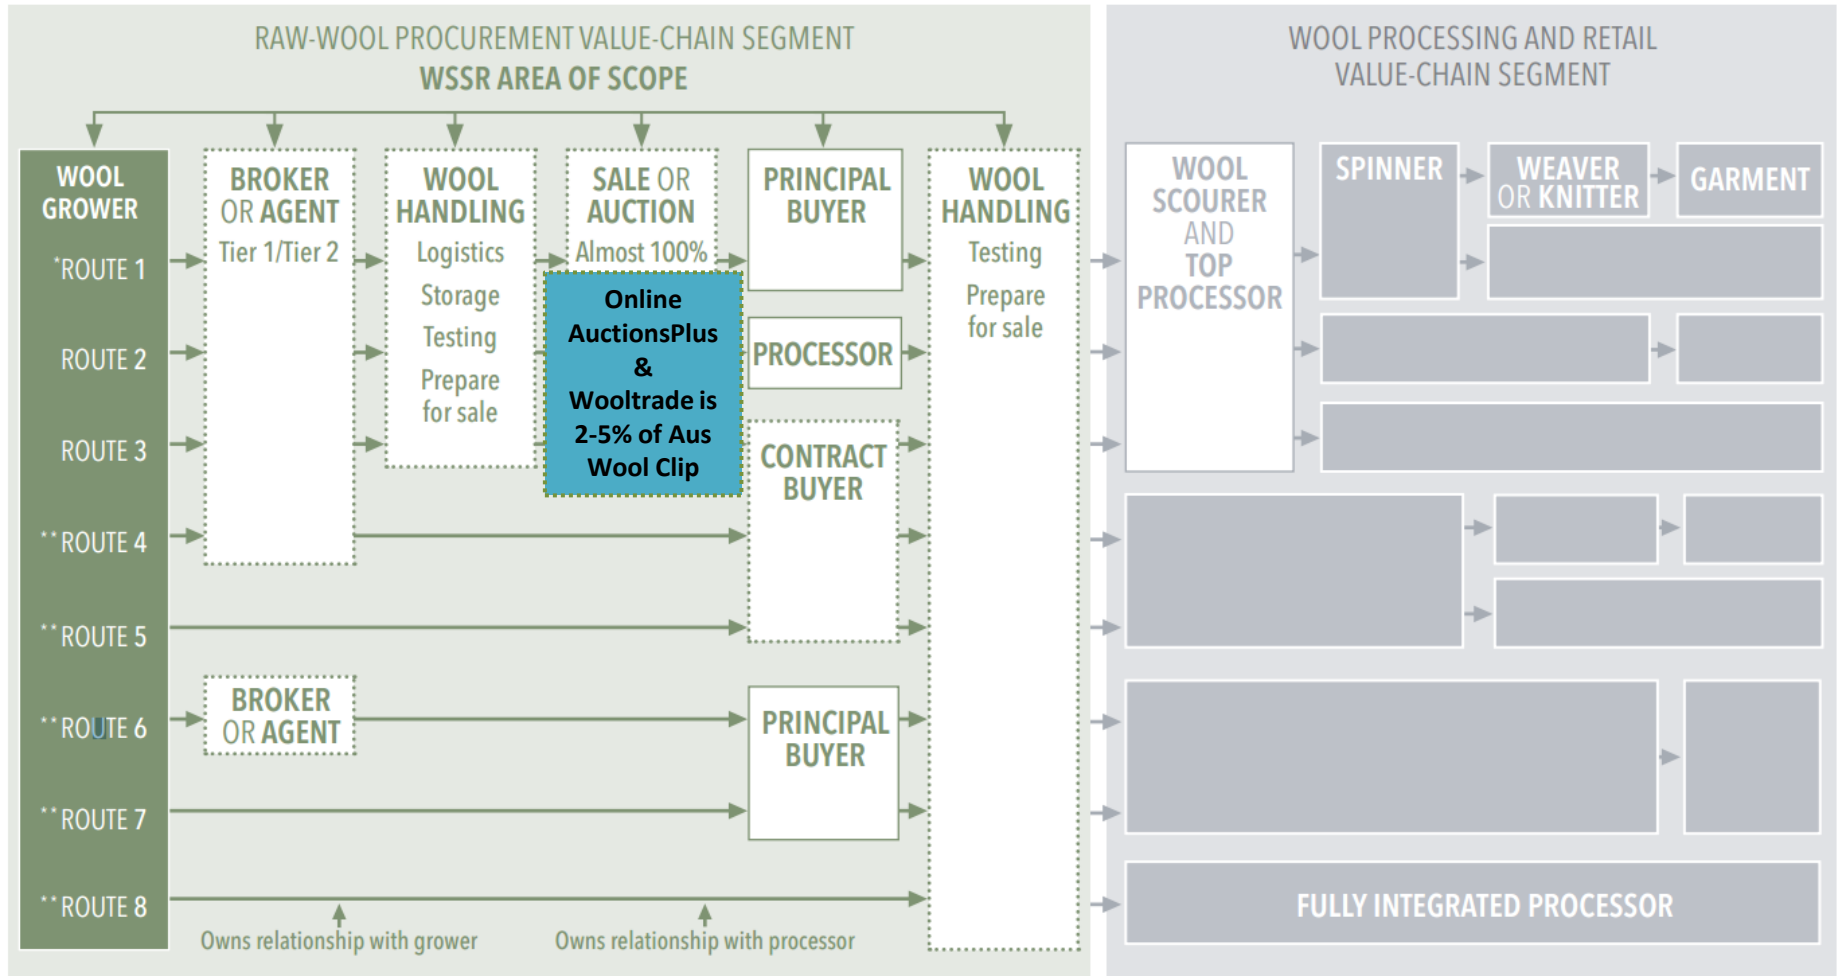 RAW-WOOL PROCUREMENT VALUE-CHAIN SEGMENT
WSSR AREA OF SCOPE
WOOL PROCESSING AND RETAIL
VALUE-CHAIN SEGMENT
WOOL
GROWER
*ROUTE 1
ROUTE 2
ROUTE 3
**ROUTE 4
**ROUTE 5
**ROUTE 6
**ROUTE 7
**ROUTE 8
BROKER
OR AGENT
Tier 1/Tier 2
BROKER
OR AGENT
WOOL
HANDLING
Logistics
Storage
Testing
Prepare
for sale
SALE OR
AUCTION
Almost 100%
Online
AuctionsPlus
&
Wooltrade is
2-5% of Aus
Wool Clip
PRINCIPAL
BUYER
PROCESSOR
CONTRACT
BUYER
PRINCIPAL
BUYER
WOOL
HANDLING
Testing
Prepare
for sale
Owns relationship with grower
Owns relationship with processor
WOOL
SCOURER
AND
TOP
PROCESSOR
SPINNER
WEAVER
OR KNITTER
GARMENT
FULLY INTEGRATED PROCESSOR